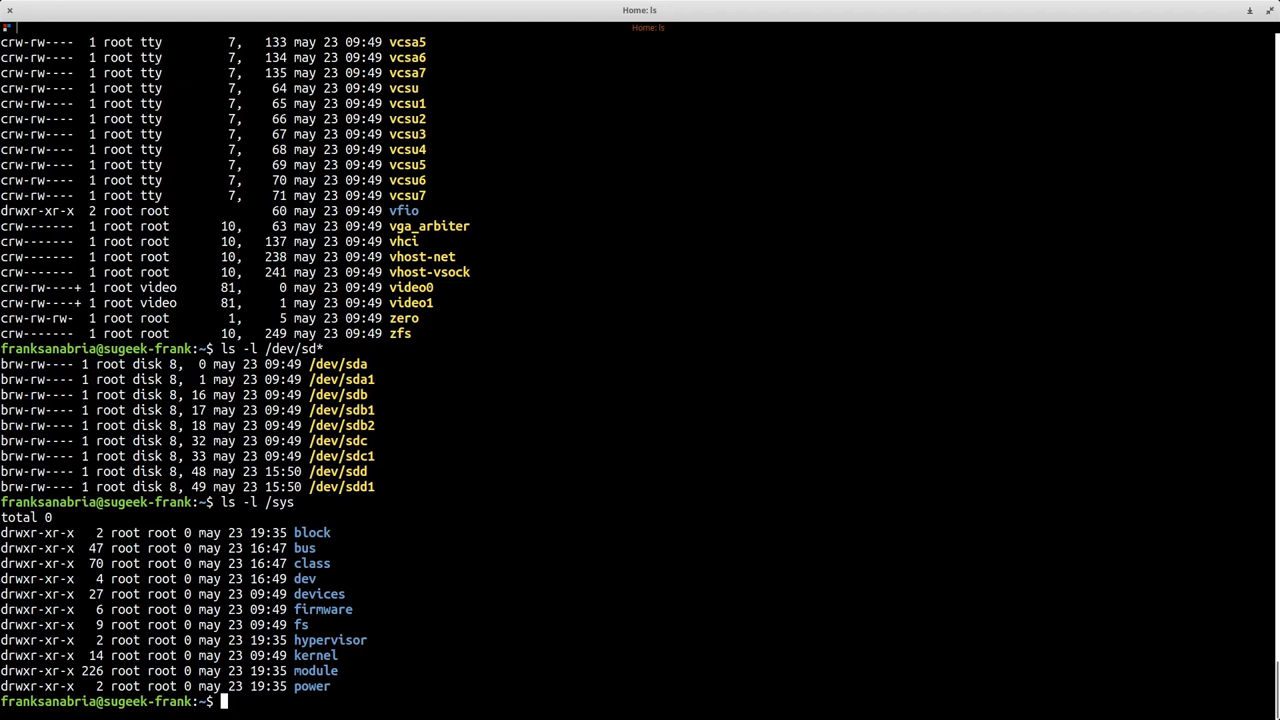 Home: ls
Home: ls
crw-rw---- 1 root tty 7, 133 may 23 09:49 vcsa5
crw-rw---- 1 root tty 7, 134 may 23 09:49 vcsa6
crw-rw---- 1 root tty 7, 135 may 23 09:49 vcsa7
crw-rw---- 1 root tty 7, 64 may 23 09:49 vcsu
crw-rw---- 1 root tty 7, 65 may 23 09:49 vcsu1
crw-rw---- 1 root tty 7, 66 may 23 09:49 vcsu2
crw-rw---- 1 root tty 7, 67 may 23 09:49 vcsu3
crw-rw---- 1 root tty 7, 68 may 23 09:49 vcsu4
crw-rw---- 1 root tty 7, 69 may 23 09:49 vcsu5
crw-rw---- 1 root tty 7, 70 may 23 09:49 vcsu6
crw-rw---- 1 root tty 7, 71 may 23 09:49 vcsu7
drwxr-xr-x 2 root root 60 may 23 09:49 vfio
crw------- 1 root root 10, 63 may 23 09:49 vga_arbiter
crw------- 1 root root 10, 137 may 23 09:49 vhci
crw------- 1 root root 10, 238 may 23 09:49 vhost-net
crw------- 1 root root 10, 241 may 23 09:49 vhost-vsock
crw-rw----+ 1 root video 81, 0 may 23 09:49 video0
crw-rw----+ 1 root video 81, 1 may 23 09:49 video1
crw-rw-rw- 1 root root 1, 5 may 23 09:49 zero
crw------- 1 root root 10, 249 may 23 09:49 zfs
franksanabria@sugeek-frank:~$ ls -l /dev/sd*
brw-rw---- 1 root disk 8, 0 may 23 09:49 /dev/sda
brw-rw---- 1 root disk 8, 1 may 23 09:49 /dev/sda1
brw-rw---- 1 root disk 8, 16 may 23 09:49 /dev/sdb
brw-rw---- 1 root disk 8, 17 may 23 09:49 /dev/sdb1
brw-rw---- 1 root disk 8, 18 may 23 09:49 /dev/sdb2
brw-rw---- 1 root disk 8, 32 may 23 09:49 /dev/sdc
brw-rw---- 1 root disk 8, 33 may 23 09:49 /dev/sdc1
brw-rw---- 1 root disk 8, 48 may 23 15:50 /dev/sdd
brw-rw---- 1 root disk 8, 49 may 23 15:50 /dev/sdd1
franksanabria@sugeek-frank:~$ ls -l /sys
total 0
drwxr-xr-x 2 root root 0 may 23 19:35 block
drwxr-xr-x 47 root root 0 may 23 16:47 bus
drwxr-xr-x 70 root root 0 may 23 16:47 class
drwxr-xr-x 4 root root 0 may 23 16:49 dev
drwxr-xr-x 27 root root 0 may 23 09:49 devices
drwxr-xr-x 6 root root 0 may 23 09:49 firmware
drwxr-xr-x 9 root root 0 may 23 09:49 fs
drwxr-xr-x 2 root root 0 may 23 19:35 hypervisor
drwxr-xr-x 14 root root 0 may 23 09:49 kernel
drwxr-xr-x 226 root root 0 may 23 19:35 module
drwxr-xr-x 2 root root 0 may 23 19:35 power
franksanabria@sugeek-frank:~$